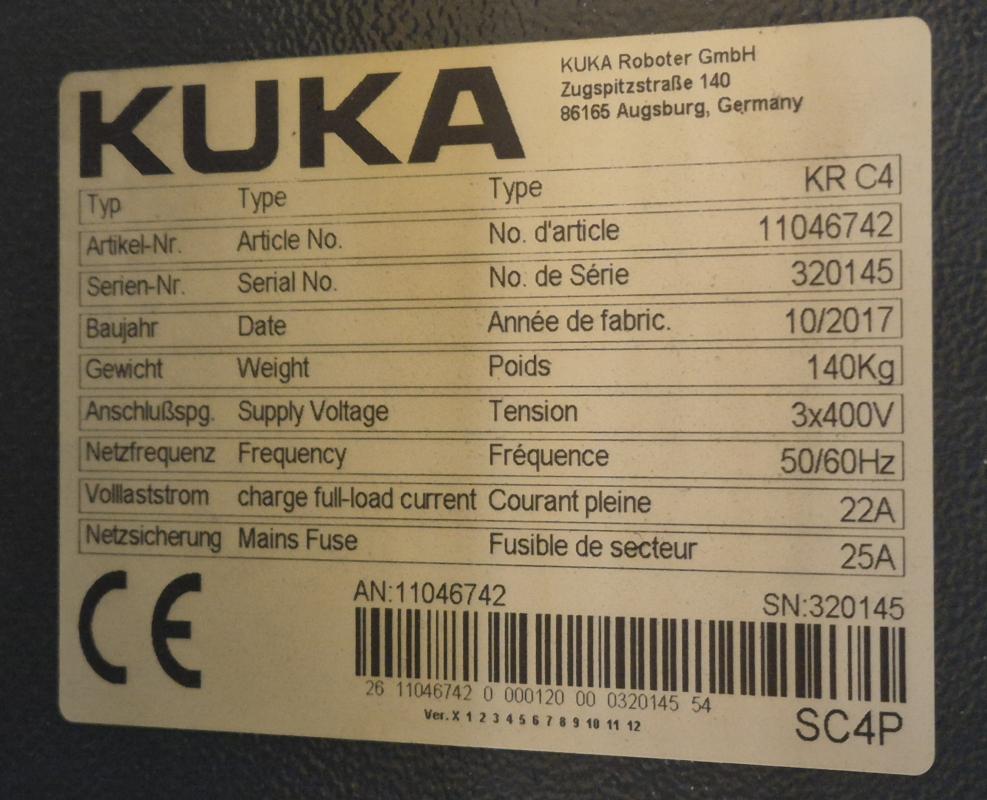 KUKA
KUKA Roboter GmbH
Zugspitzstraße 140
86165 Augsburg, Germany
Typ Type Type KR C4
Artikel-Nr. Article No. No. d'article 11046742
Serien-Nr. Serial No. No. de Série 320145
Baujahr Date Année de fabric. 10/2017
Gewicht Weight Poids 140Kg
Anschlußspg. Supply Voltage Tension 3x400V
Netzfrequenz Frequency Fréquence 50/60Hz
Volllaststrom charge full-load current Courant pleine 22A
Netzsicherung Mains Fuse Fusible de secteur 25A
CE
AN:11046742 SN:320145
26 11046742 0 000120 00 0320145 54
Ver. X 1 2 3 4 5 6 7 8 9 10 11 12
SC4P